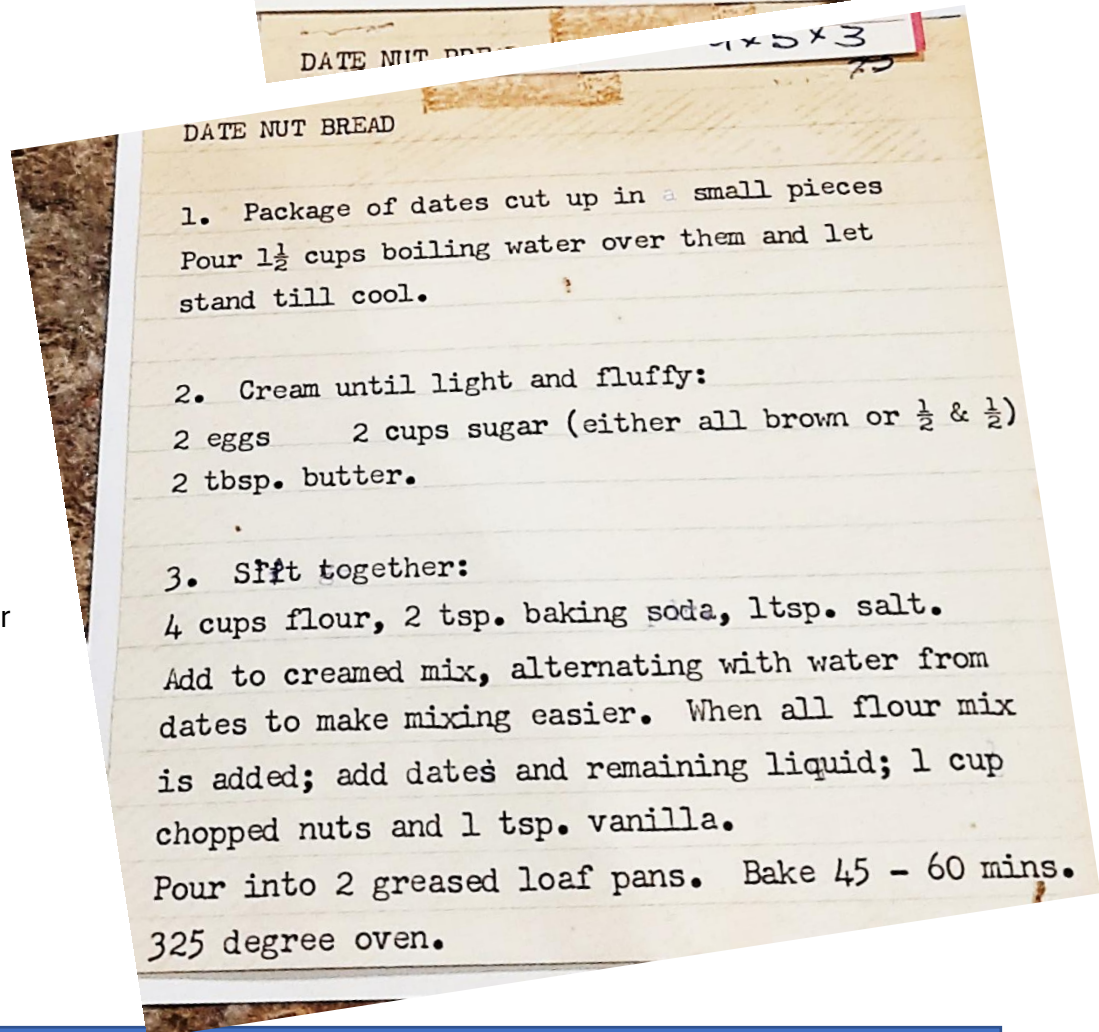 DATE NUT
4x5x3
DATE NUT BREAD
1. Package of dates cut up in a small pieces
Pour 1½ cups boiling water over them and let
stand till cool.
2. Cream until light and fluffy:
2 eggs 2 cups sugar (either all brown or ½ & ½)
2 tbsp. butter.
3. Sift together:
4 cups flour, 2 tsp. baking soda, 1tsp. salt.
Add to creamed mix, alternating with water from
dates to make mixing easier. When all flour mix
is added; add dates and remaining liquid; 1 cup
chopped nuts and 1 tsp. vanilla.
Pour into 2 greased loaf pans. Bake 45 – 60 mins.
325 degree oven.
r